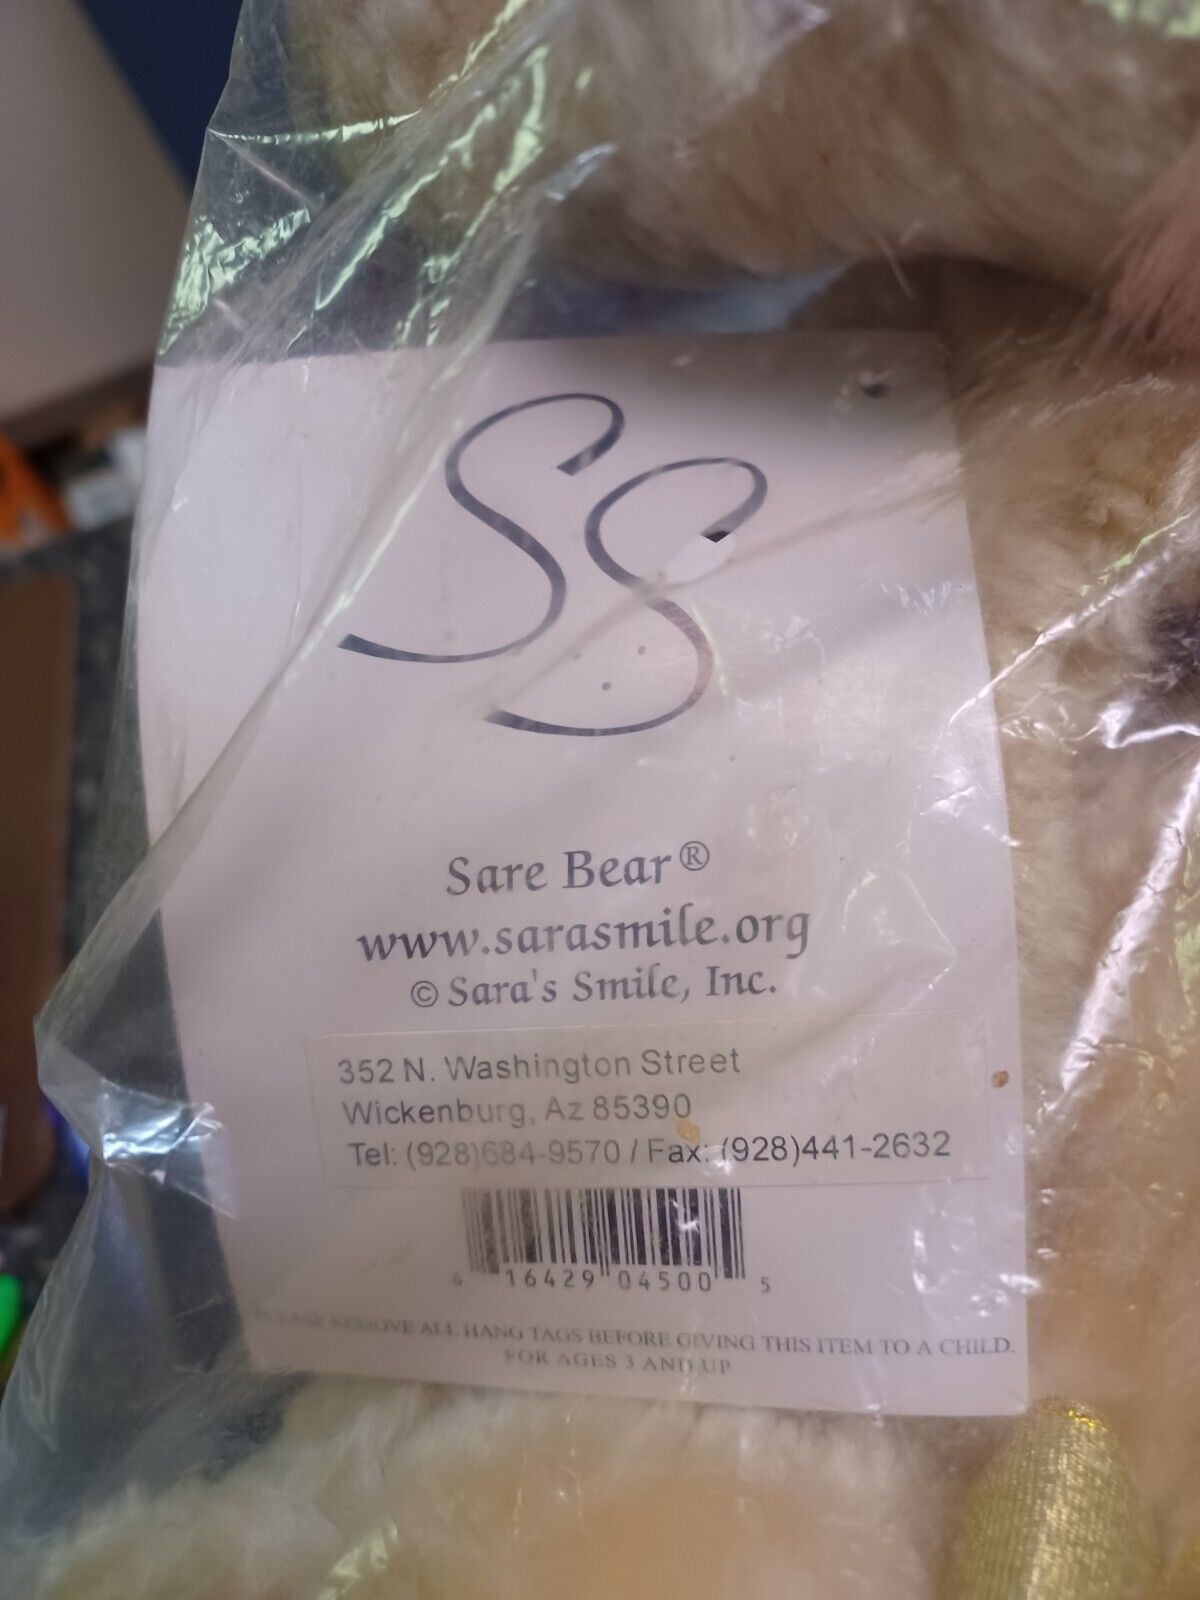 SS
Sare Bear®
www.sarasmile.org
© Sara's Smile, Inc.
352 N. Washington Street
Wickenburg, Az 85390
Tel: (928)684-9570 / Fax: (928)441-2632
6 16429 04500 5
PLEASE REMOVE ALL HANG TAGS BEFORE GIVING THIS ITEM TO A CHILD.
FOR AGES 3 AND UP